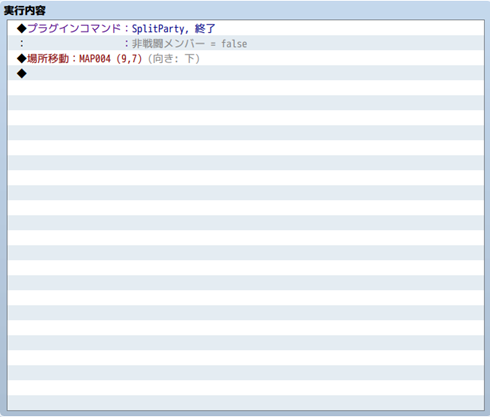 実行内容
◆プラグインコマンド：SplitParty, 終了
：　　　　　　　　：非戦闘メンバー = false
◆場所移動：MAP004 (9,7) (向き: 下)
◆